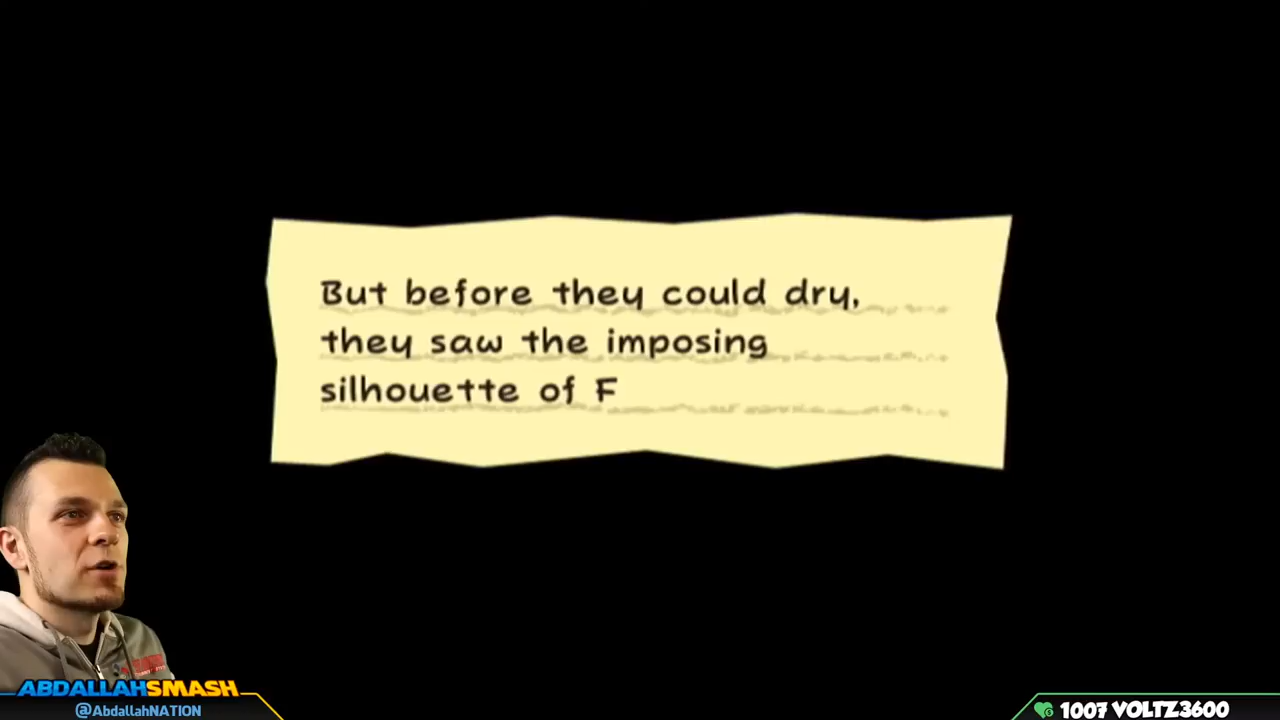 But before they could dry,
they saw the imposing
silhouette of F
ABDALLAHSMASH
@AbdallahNATION
1007 VOLTZ3600